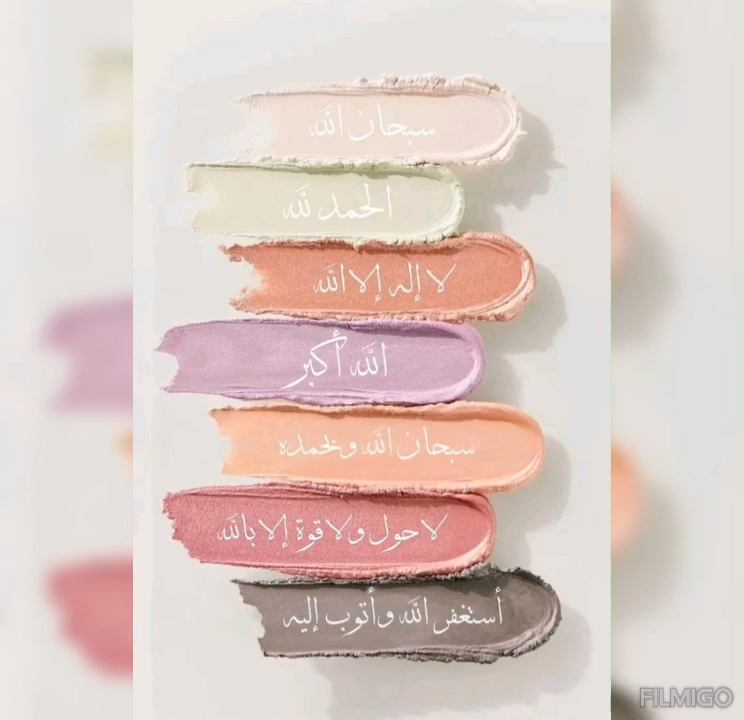 سبحان الله
الحمد لله
لا إله إلا الله
الله أكبر
سبحان الله وبحمده
لا حول ولا قوة إلا بالله
أستغفر الله وأتوب إليه
FILMIGO